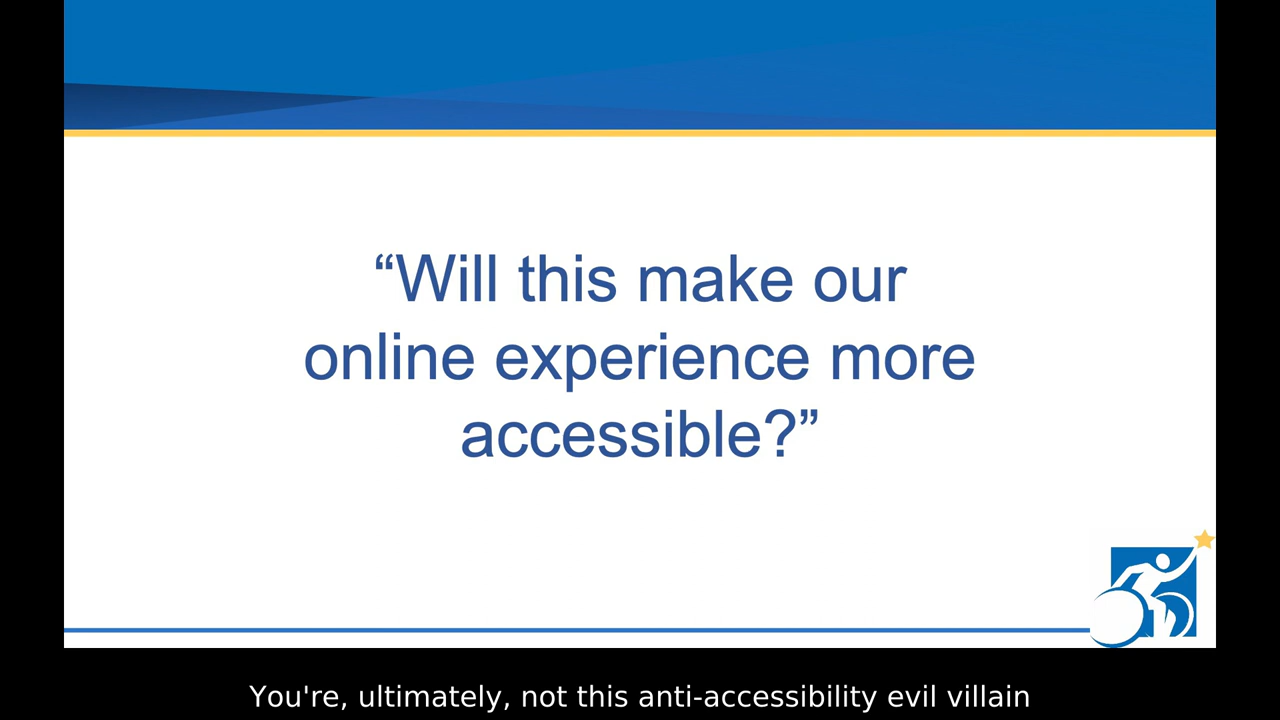 “Will this make our
online experience more
accessible?”
You're, ultimately, not this anti-accessibility evil villain